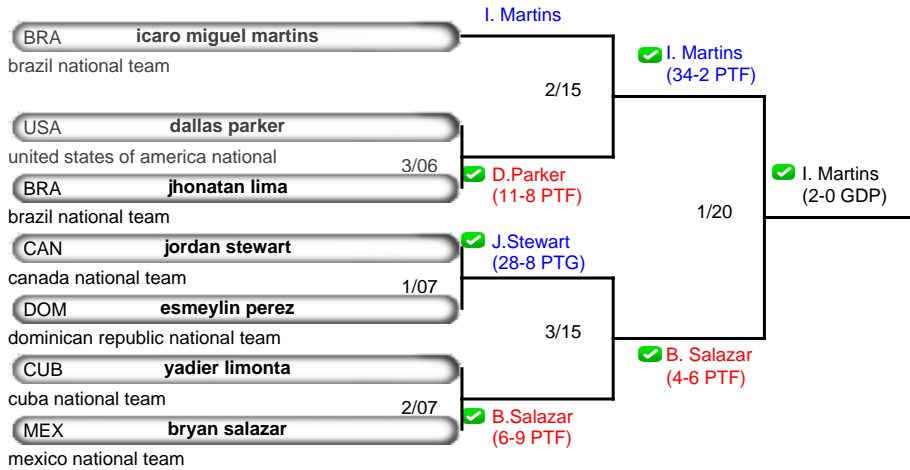 I. Martins
BRA icaro miguel martins
brazil national team
I. Martins
(34-2 PTF)
2/15
USA dallas parker
united states of america national
3/06
D.Parker
(11-8 PTF)
BRA jhonatan lima
brazil national team
I. Martins
(2-0 GDP)
1/20
CAN jordan stewart
canada national team
J.Stewart
(28-8 PTG)
1/07
DOM esmeylin perez
dominican republic national team
3/15
B. Salazar
(4-6 PTF)
CUB yadier limonta
cuba national team
2/07
B.Salazar
(6-9 PTF)
MEX bryan salazar
mexico national team